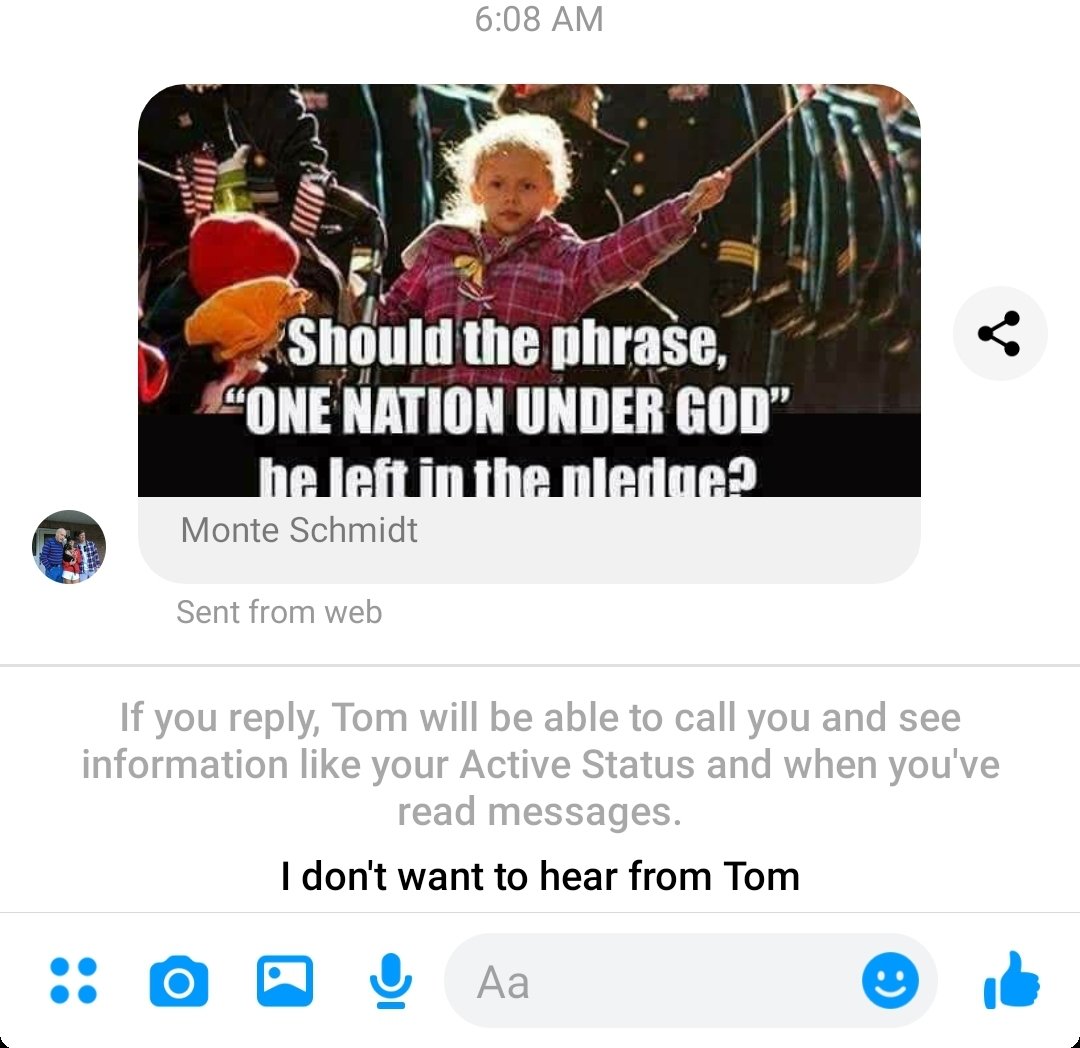 6:08 AM
Should the phrase,
“ONE NATION UNDER GOD”
be left in the pledge?
Monte Schmidt
Sent from web
If you reply, Tom will be able to call you and see
information like your Active Status and when you've
read messages.
I don't want to hear from Tom
Aa